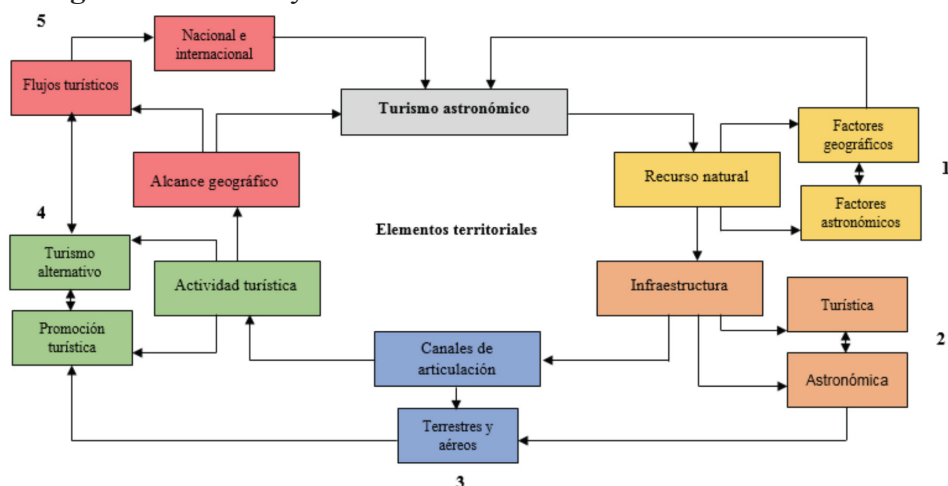 5
Nacional e
internacional
Flujos turísticos
Turismo astronómico
Factores
geográficos
1
Alcance geográfico
Recurso natural
Factores
astronómicos
4
Elementos territoriales
Turismo
alternativo
Actividad turística
Infraestructura
Turística
2
Promoción
turística
Canales de
articulación
Astronómica
Terrestres y
aéreos
3